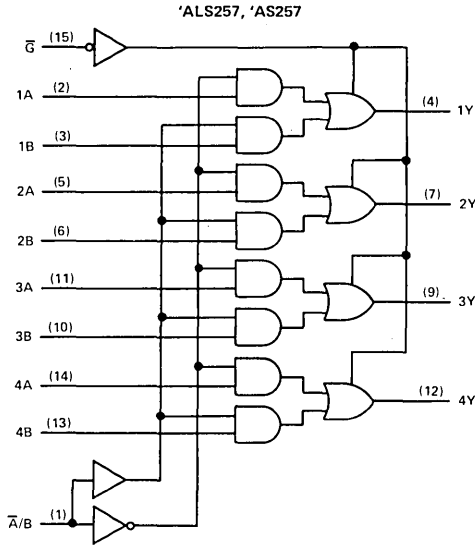 'ALS257, 'AS257
G̅ (15)
1A (2)
(4) 1Y
1B (3)
2A (5)
(7) 2Y
2B (6)
3A (11)
(9) 3Y
3B (10)
4A (14)
(12) 4Y
4B (13)
A̅/B (1)